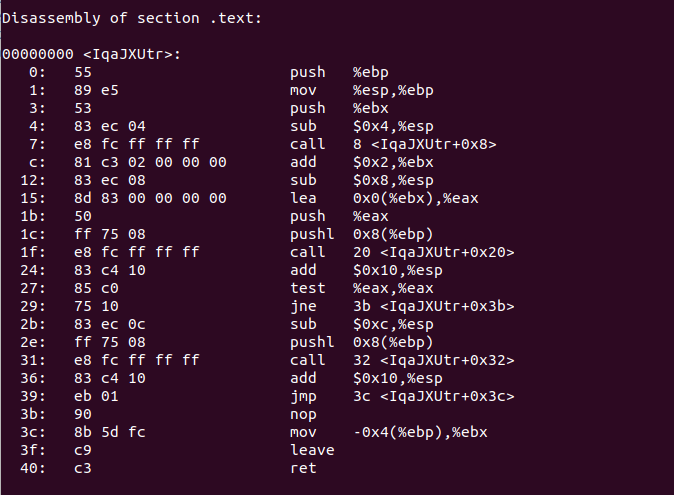 Disassembly of section .text:
00000000 <IqaJXUtr>:
0: 55 push %ebp
1: 89 e5 mov %esp,%ebp
3: 53 push %ebx
4: 83 ec 04 sub $0x4,%esp
7: e8 fc ff ff ff call 8 <IqaJXUtr+0x8>
c: 81 c3 02 00 00 00 add $0x2,%ebx
12: 83 ec 08 sub $0x8,%esp
15: 8d 83 00 00 00 00 lea 0x0(%ebx),%eax
1b: 50 push %eax
1c: ff 75 08 pushl 0x8(%ebp)
1f: e8 fc ff ff ff call 20 <IqaJXUtr+0x20>
24: 83 c4 10 add $0x10,%esp
27: 85 c0 test %eax,%eax
29: 75 10 jne 3b <IqaJXUtr+0x3b>
2b: 83 ec 0c sub $0xc,%esp
2e: ff 75 08 pushl 0x8(%ebp)
31: e8 fc ff ff ff call 32 <IqaJXUtr+0x32>
36: 83 c4 10 add $0x10,%esp
39: eb 01 jmp 3c <IqaJXUtr+0x3c>
3b: 90 nop
3c: 8b 5d fc mov -0x4(%ebp),%ebx
3f: c9 leave
40: c3 ret